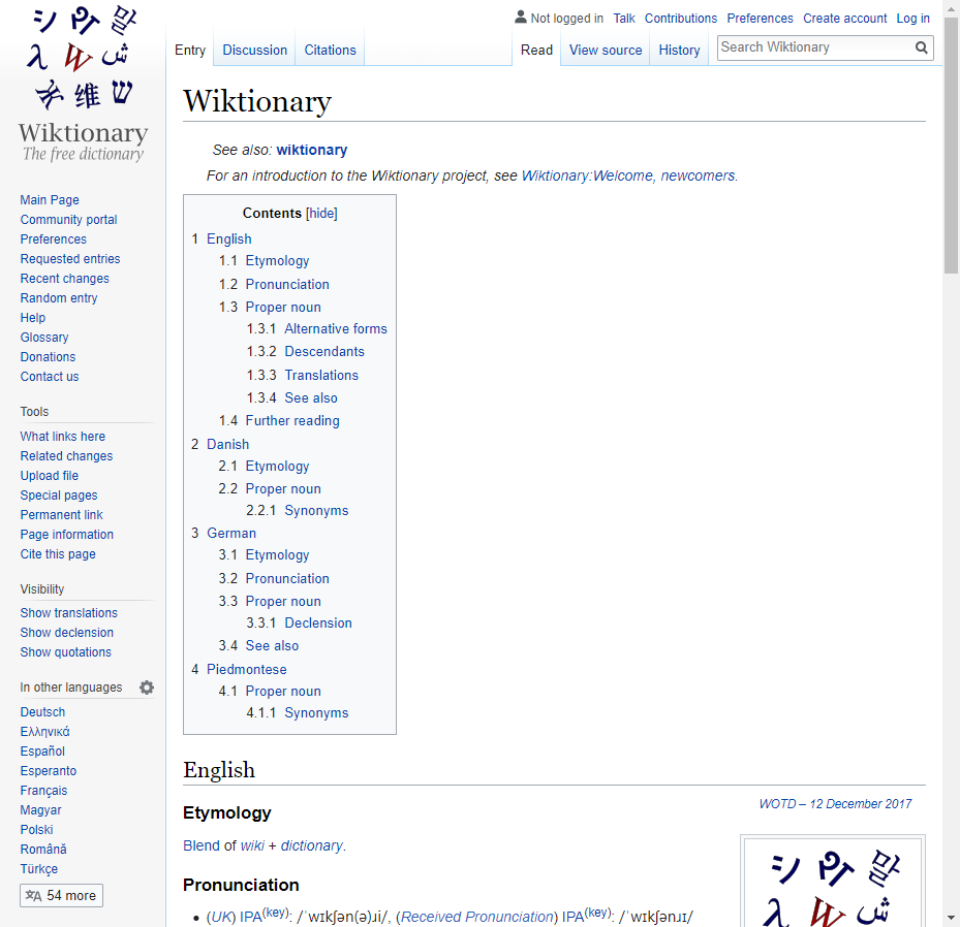 シ ש 말
λ W ش
维 ש
Wiktionary
The free dictionary
Not logged in Talk Contributions Preferences Create account Log in
Entry Discussion Citations Read View source History Search Wiktionary
Wiktionary
See also: wiktionary
For an introduction to the Wiktionary project, see Wiktionary:Welcome, newcomers.
Main Page
Community portal
Preferences
Requested entries
Recent changes
Random entry
Help
Glossary
Donations
Contact us
Tools
What links here
Related changes
Upload file
Special pages
Permanent link
Page information
Cite this page
Visibility
Show translations
Show declension
Show quotations
In other languages
Deutsch
Ελληνικά
Español
Esperanto
Français
Magyar
Polski
Română
Türkçe
文A 54 more
Contents [hide]
1 English
1.1 Etymology
1.2 Pronunciation
1.3 Proper noun
1.3.1 Alternative forms
1.3.2 Descendants
1.3.3 Translations
1.3.4 See also
1.4 Further reading
2 Danish
2.1 Etymology
2.2 Proper noun
2.2.1 Synonyms
3 German
3.1 Etymology
3.2 Pronunciation
3.3 Proper noun
3.3.1 Declension
3.4 See also
4 Piedmontese
4.1 Proper noun
4.1.1 Synonyms
English
WOTD – 12 December 2017
Etymology
Blend of wiki + dictionary.
Pronunciation
• (UK) IPA(key): /ˈwɪkʃən(ə)ɹi/, (Received Pronunciation) IPA(key): /ˈwɪkʃənɹɪ/
シ 말
λ W ش